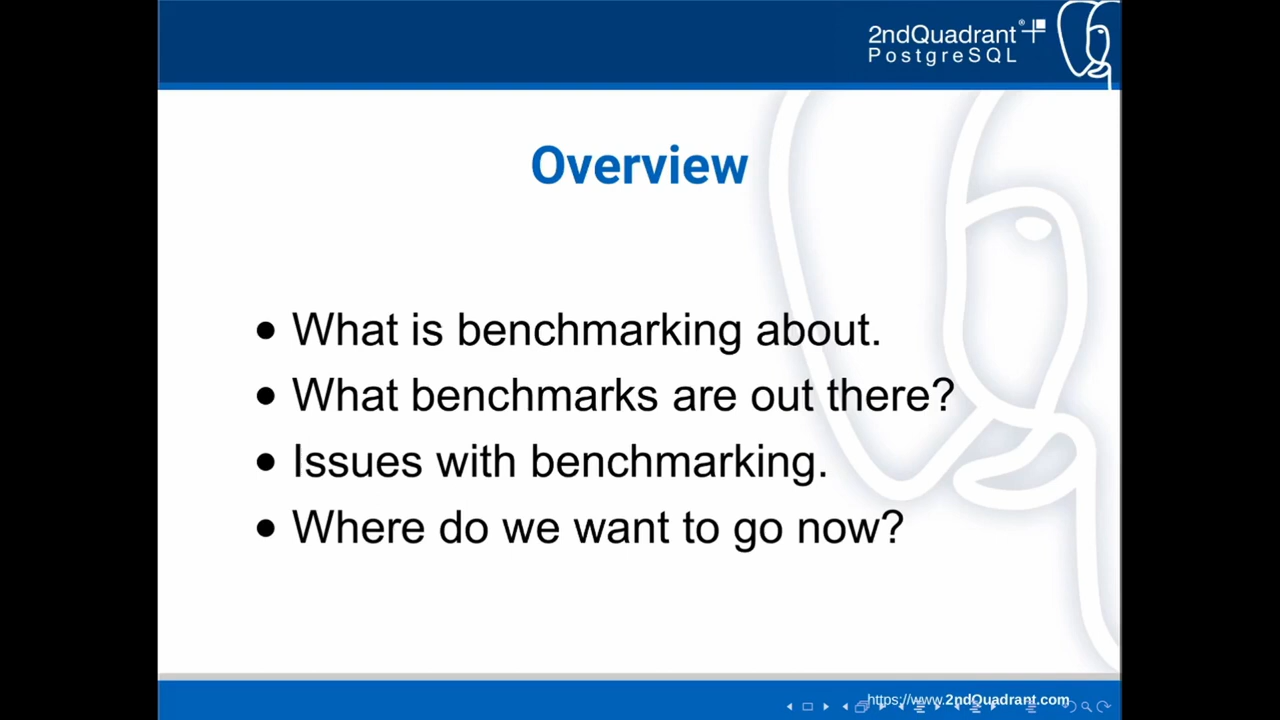 2ndQuadrant®
PostgreSQL
Overview
• What is benchmarking about.
• What benchmarks are out there?
• Issues with benchmarking.
• Where do we want to go now?
https://www.2ndQuadrant.com